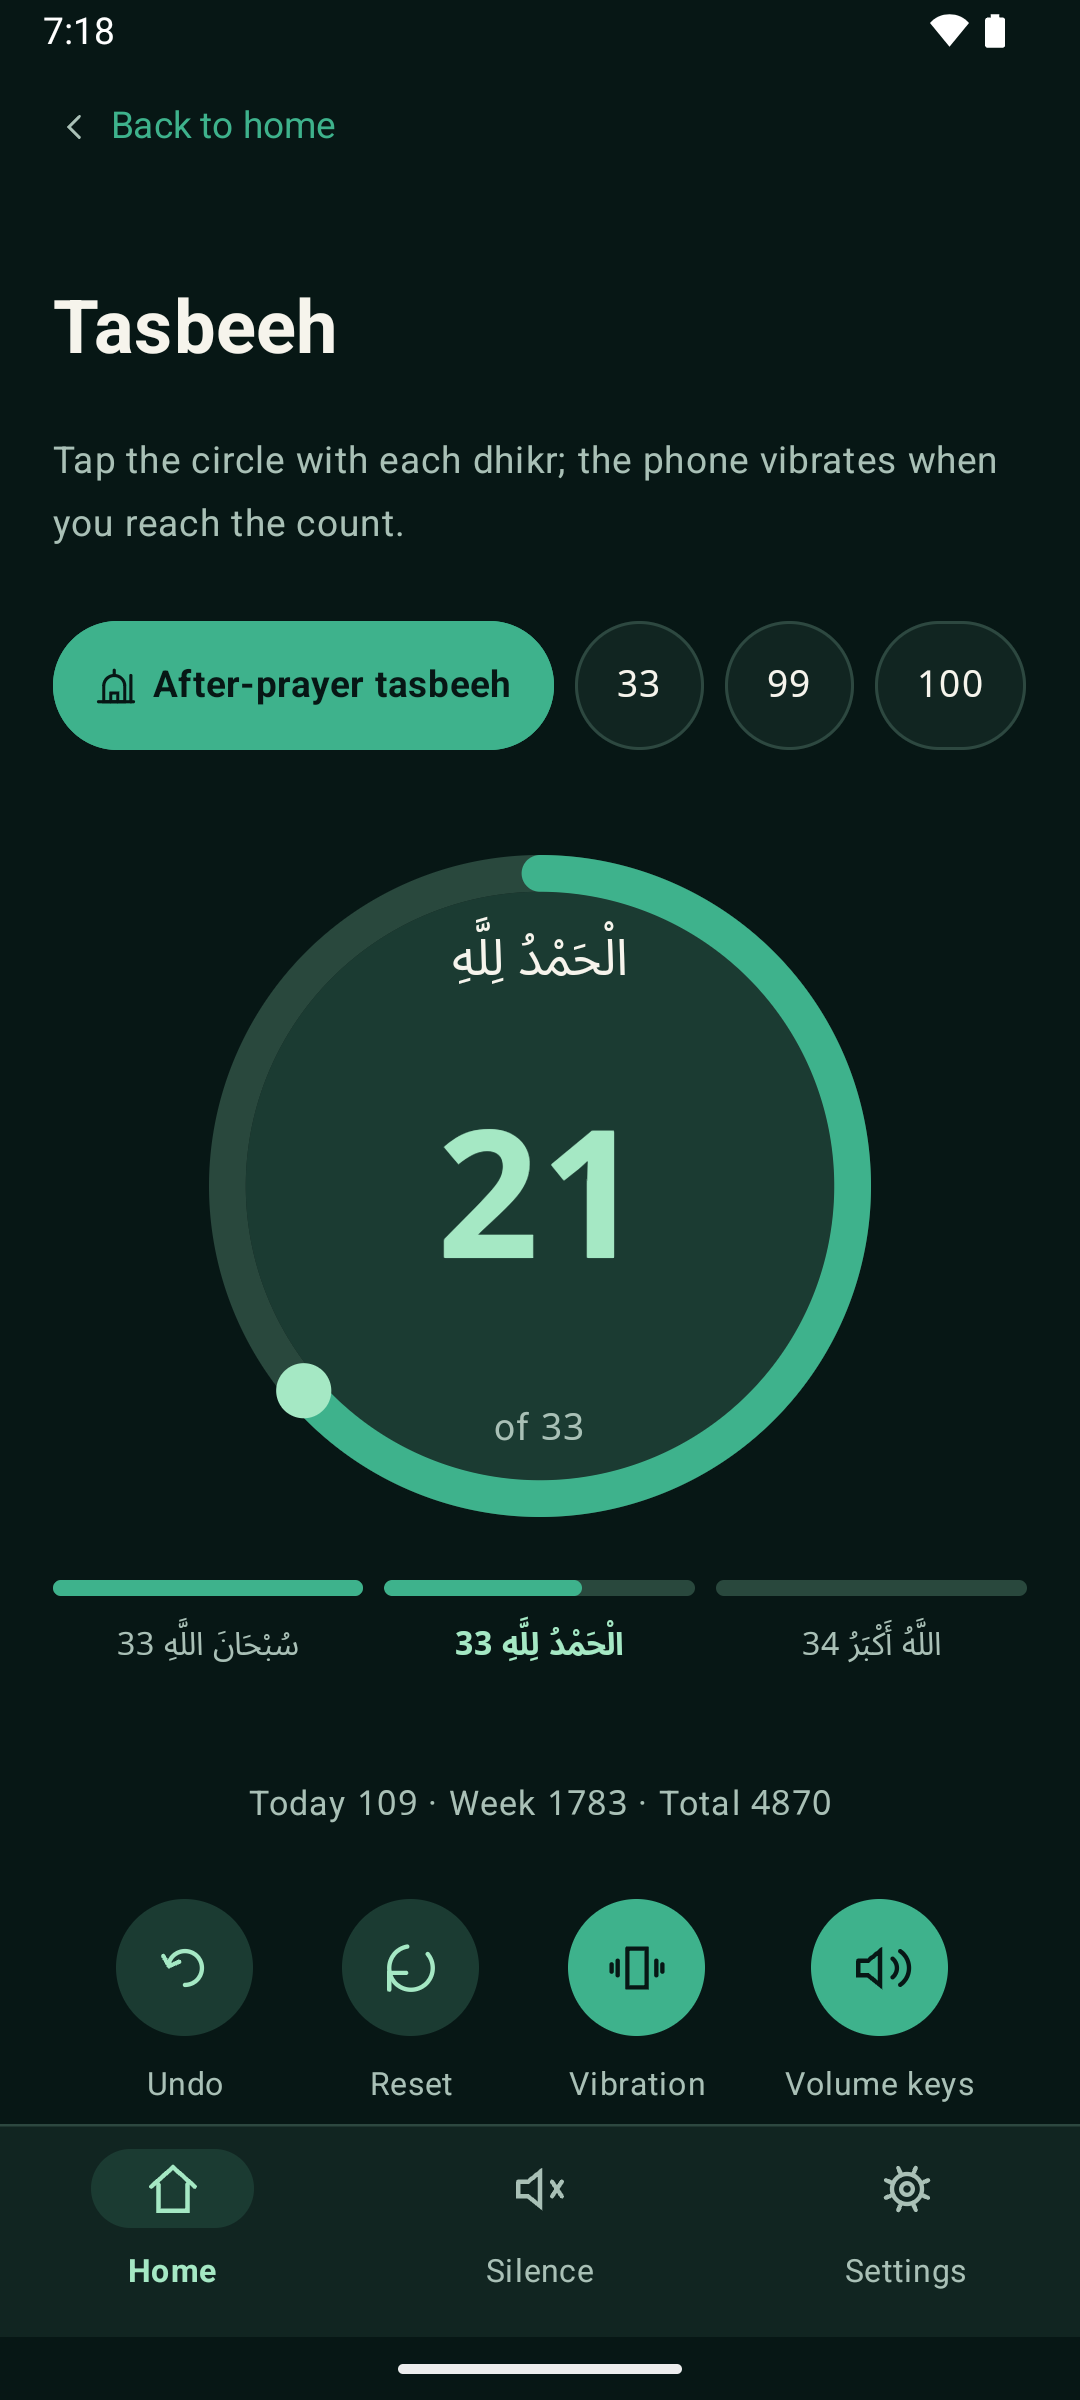 7:18
Back to home
Tasbeeh
Tap the circle with each dhikr; the phone vibrates when
you reach the count.
After-prayer tasbeeh 33 99 100
الْحَمْدُ لِلَّهِ
21
of 33
سُبْحَانَ اللَّهِ 33
الْحَمْدُ لِلَّهِ 33
اللَّهُ أَكْبَرُ 34
Today 109 · Week 1783 · Total 4870
Undo Reset Vibration Volume keys
Home Silence Settings